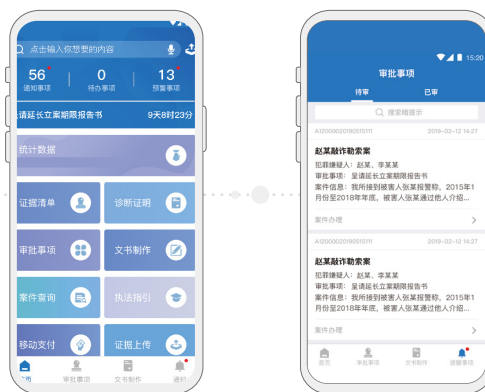 点击输入你想要的内容
56
0
13
通知事项
待办事项
预警事项
请延长立案期限报告书
9天8时23分
统计数据
证据清单
诊断证明
审批事项
文书制作
案件查询
执法指引
移动支付
证据上传
审批事项
文书制作
通知
15:20
审批事项
待审
已审
2019-02-12 14:27
赵某敲诈勒索案
犯罪嫌疑人：赵某、李某某
审批事项：呈请延长立案期限报告书
案件信息：我所接到被害人张某报警称，2015年1
月份至2018年年底，被害人张某通过他人介绍...
案件办理
2019-02-12 14:27
赵某敲诈勒索案
犯罪嫌疑人：赵某、李某某
审批事项：呈请延长立案期限报告书
案件信息：我所接到被害人张某报警称，2015年1
月份至2018年年底，被害人张某通过他人介绍...
案件办理
首页
审批事项
文书制作